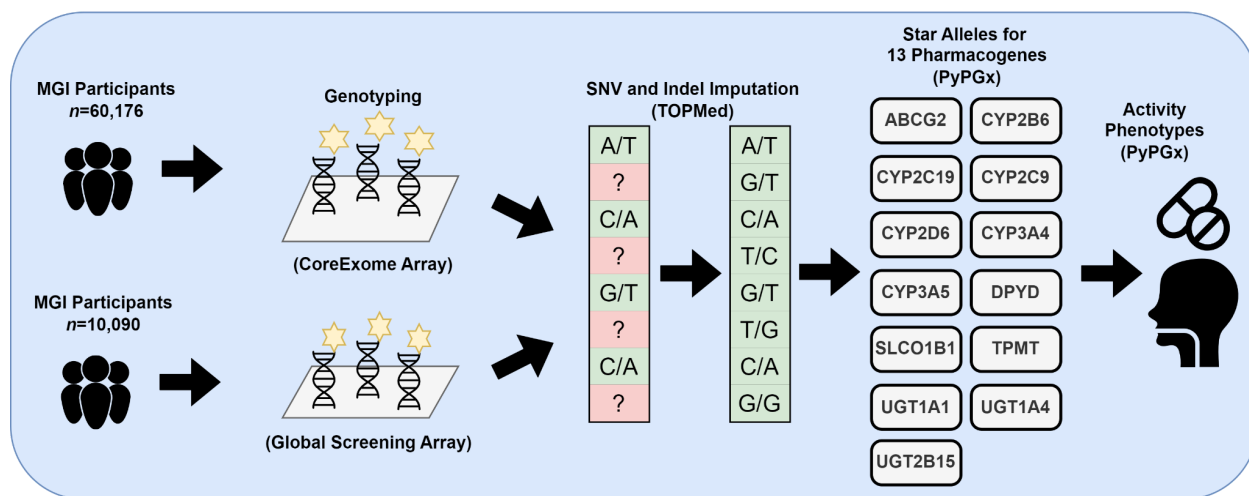 MGI Participants
n=60,176
Genotyping
(CoreExome Array)
MGI Participants
n=10,090
(Global Screening Array)
SNV and Indel Imputation
(TOPMed)
A/T
?
C/A
?
G/T
?
C/A
?
A/T
G/T
C/A
T/C
G/T
T/G
C/A
G/G
Star Alleles for
13 Pharmacogenes
(PyPGx)
ABCG2
CYP2B6
CYP2C19
CYP2C9
CYP2D6
CYP3A4
CYP3A5
DPYD
SLCO1B1
TPMT
UGT1A1
UGT1A4
UGT2B15
Activity
Phenotypes
(PyPGx)